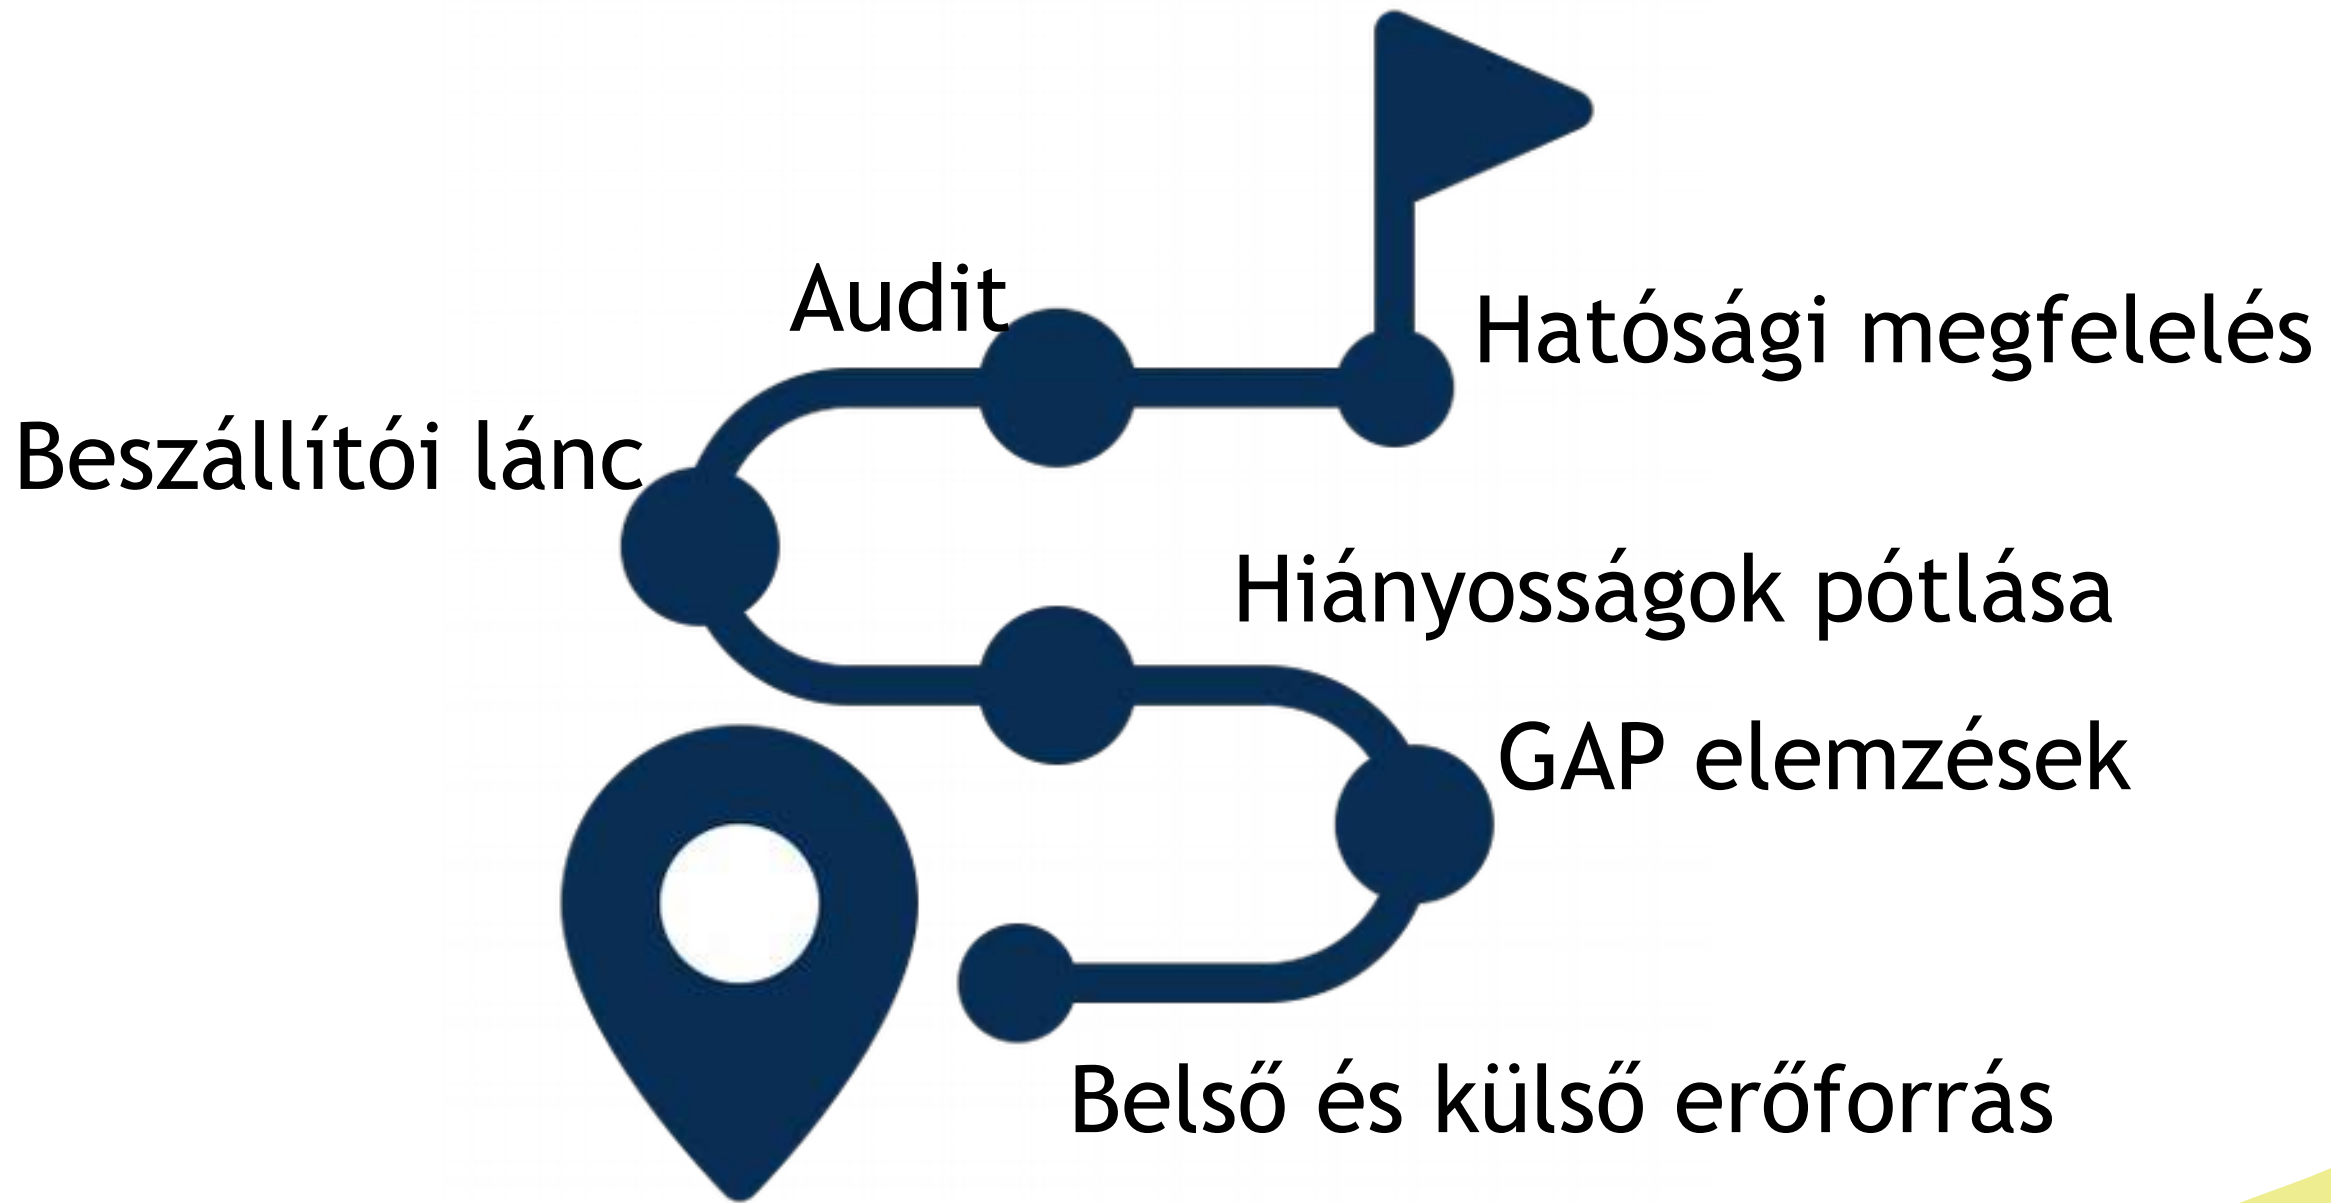 Audit
Hatósági megfelelés
Beszállítói lánc
Hiányosságok pótlása
GAP elemzések
Belső és külső erőforrás